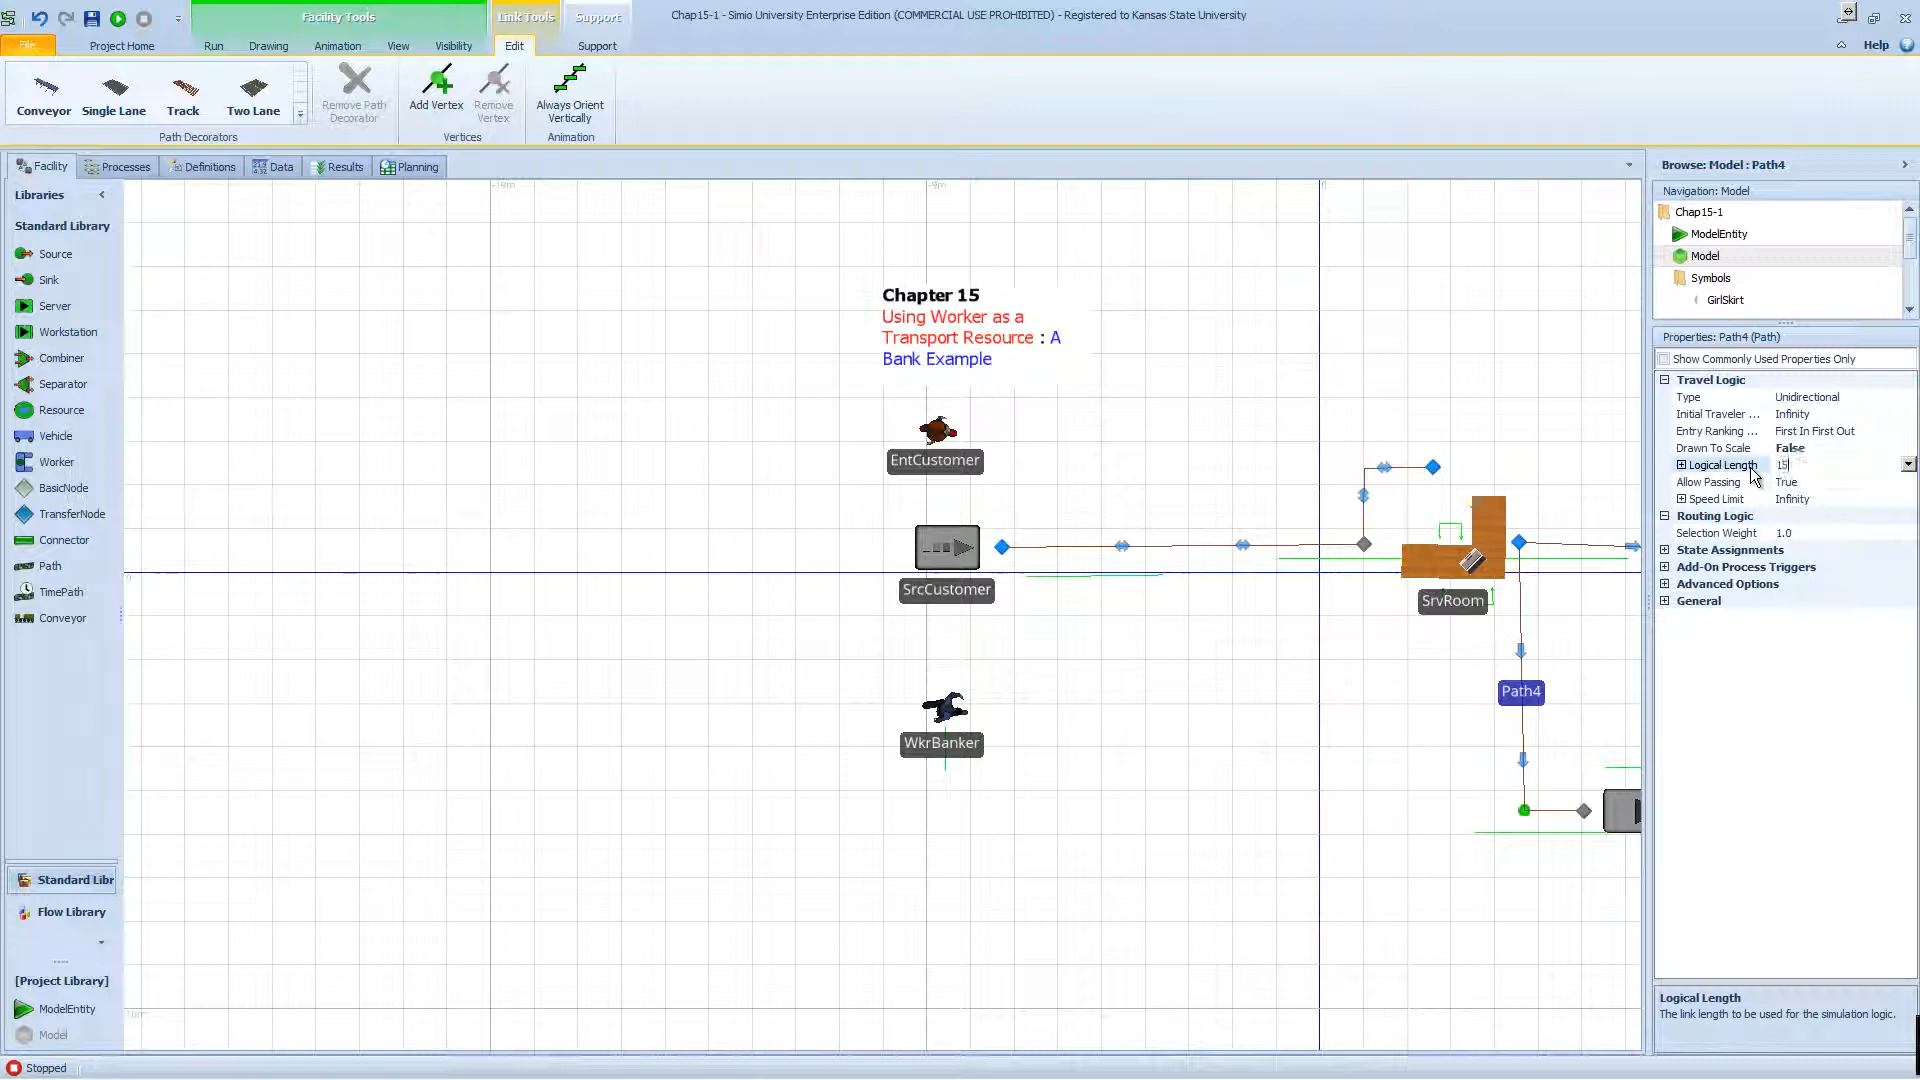 Facility Tools
Link Tools
Support
Chap15-1 - Simio University Enterprise Edition (COMMERCIAL USE PROHIBITED) - Registered to Kansas State University
File
Project Home
Run
Drawing
Animation
View
Visibility
Edit
Support
Help
Conveyor
Single Lane
Track
Two Lane
Remove Path Decorator
Add Vertex
Remove Vertex
Always Orient Vertically
Path Decorators
Vertices
Animation
Facility
Processes
Definitions
Data
Results
Planning
Libraries
Standard Library
Source
Sink
Server
Workstation
Combiner
Separator
Resource
Vehicle
Worker
BasicNode
TransferNode
Connector
Path
TimePath
Conveyor
Standard Libr
Flow Library
[Project Library]
ModelEntity
Model
Stopped
Chapter 15
Using Worker as a
Transport Resource : A
Bank Example
EntCustomer
SrcCustomer
WkrBanker
SrvRoom
Path4
Browse: Model : Path4
Navigation: Model
Chap15-1
ModelEntity
Model
Symbols
GirlSkirt
Properties: Path4 (Path)
Show Commonly Used Properties Only
Travel Logic
Type Unidirectional
Initial Traveler ... Infinity
Entry Ranking ... First In First Out
Drawn To Scale False
Logical Length 15
Allow Passing True
Speed Limit Infinity
Routing Logic
Selection Weight 1.0
State Assignments
Add-On Process Triggers
Advanced Options
General
Logical Length
The link length to be used for the simulation logic.